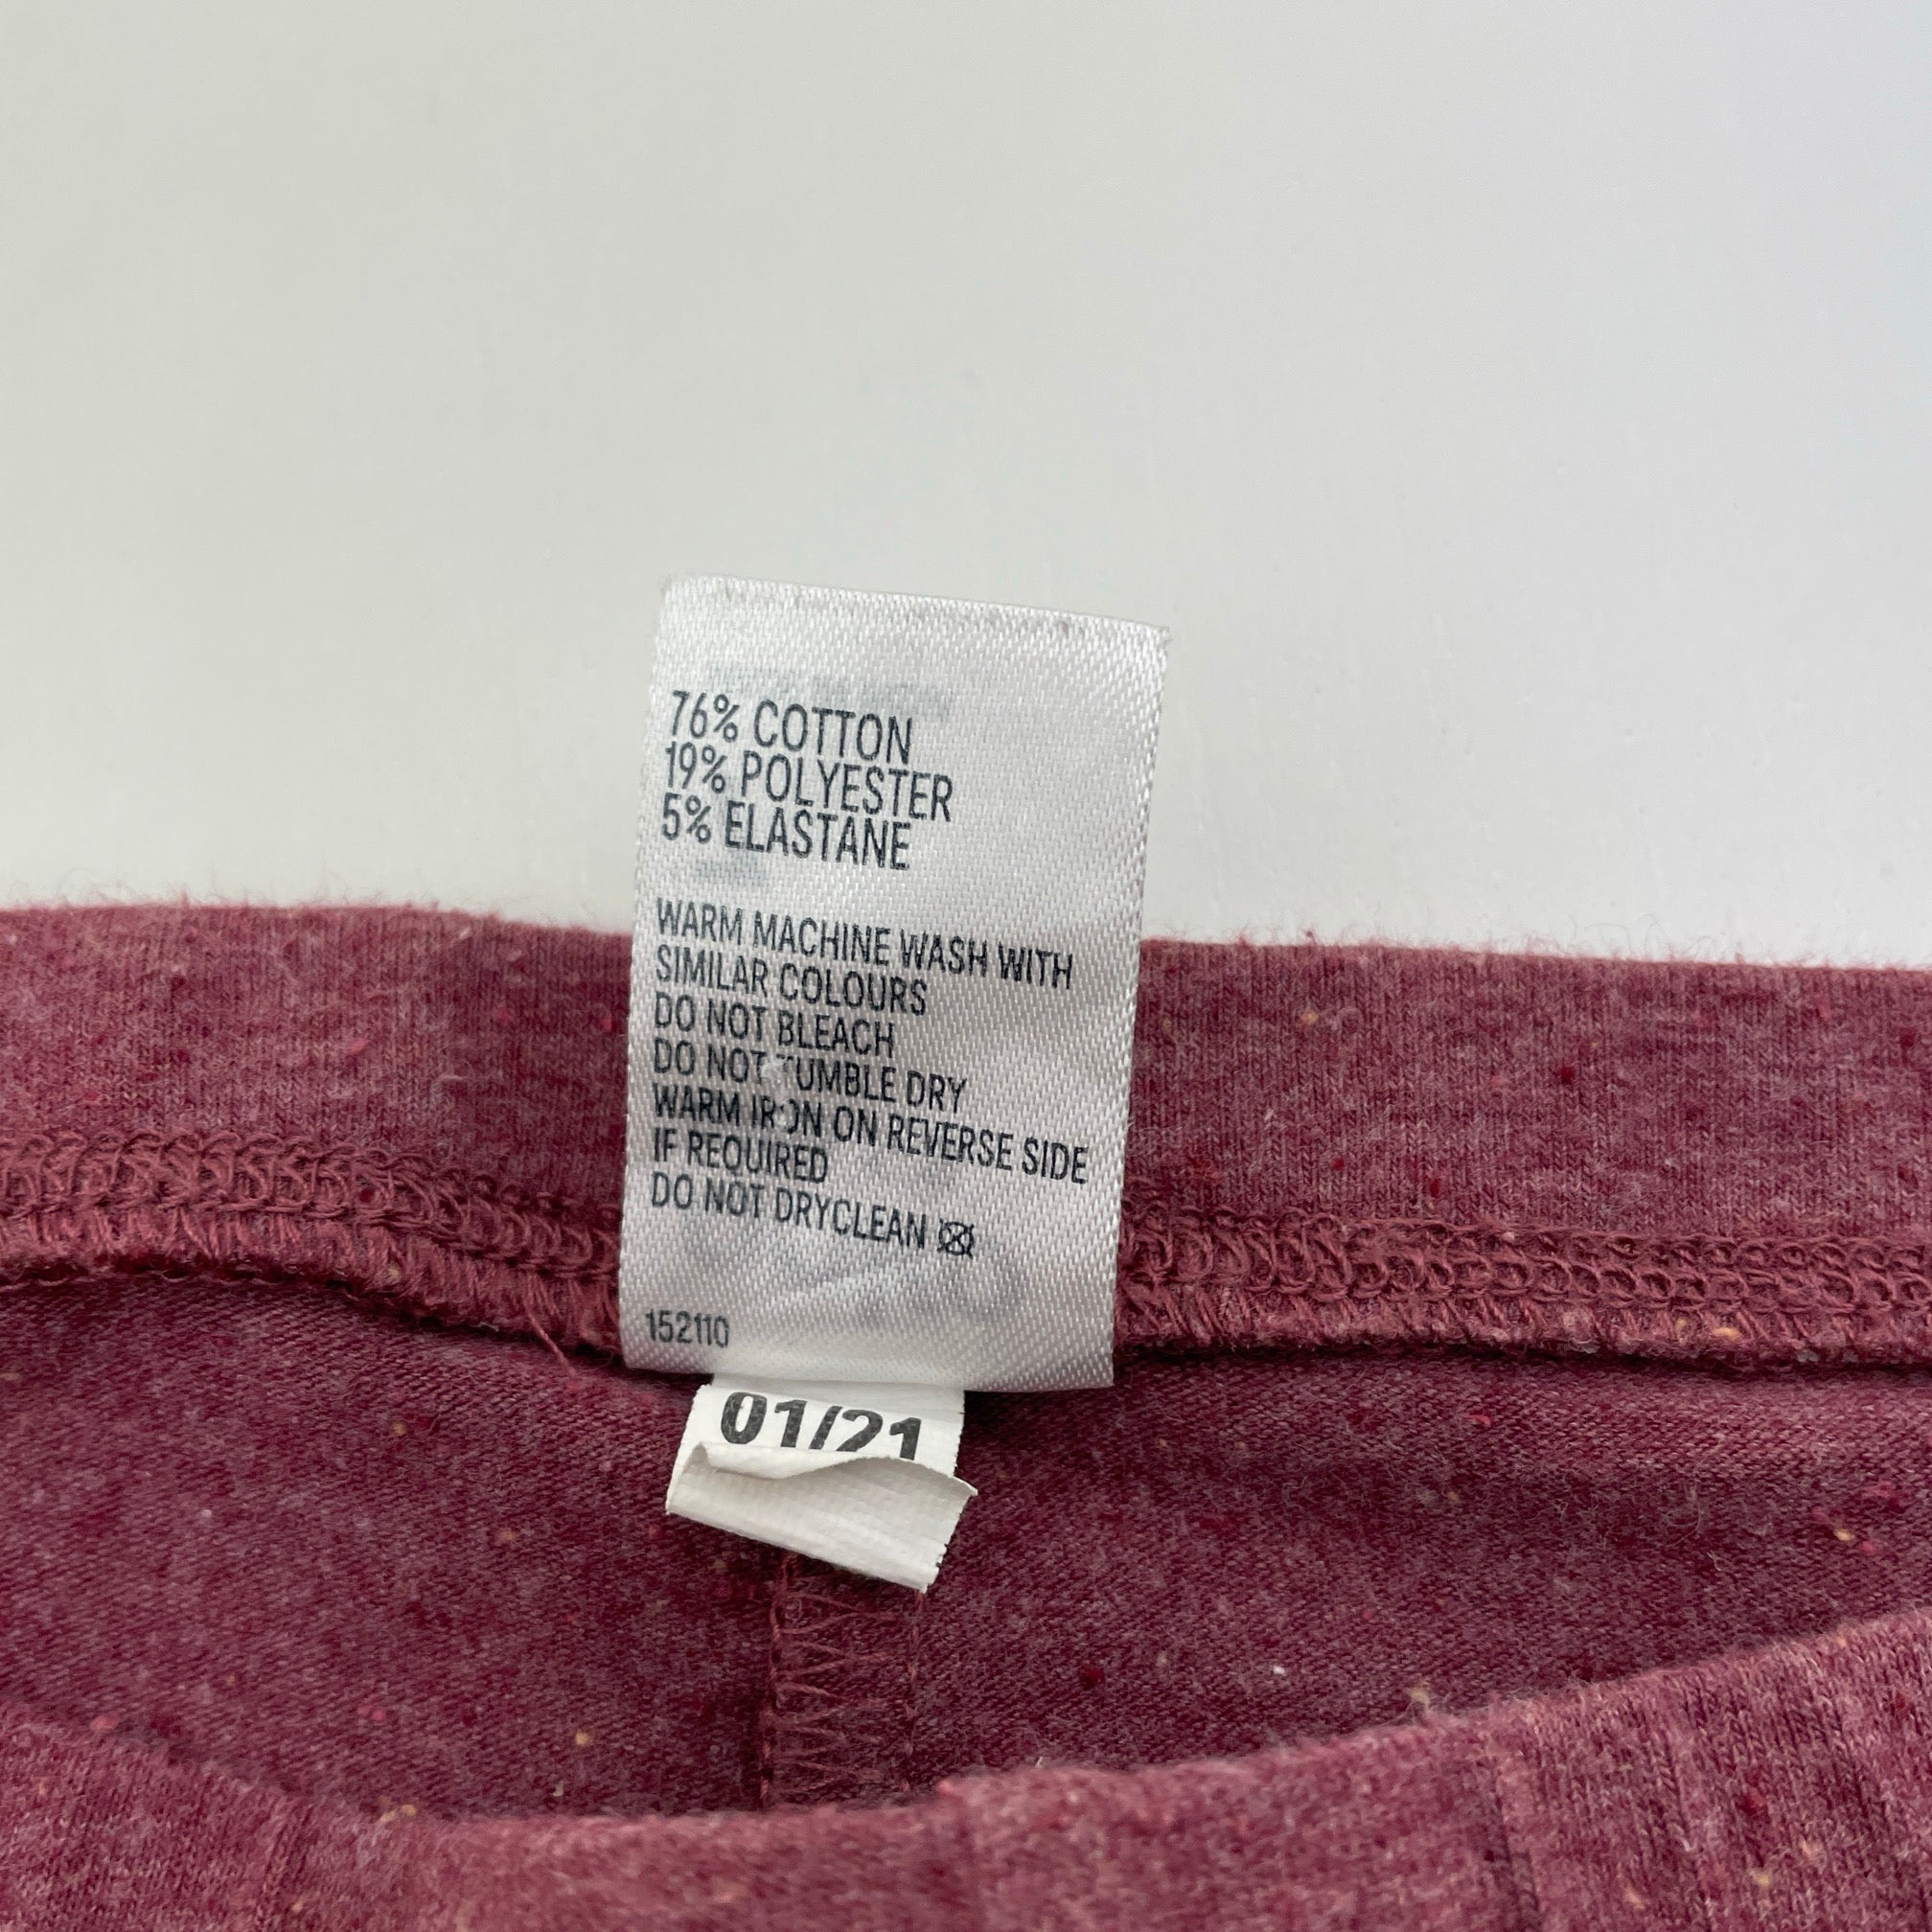 76% COTTON
19% POLYESTER
5% ELASTANE
WARM MACHINE WASH WITH
SIMILAR COLOURS
DO NOT BLEACH
DO NOT TUMBLE DRY
WARM IRON ON REVERSE SIDE
IF REQUIRED
DO NOT DRYCLEAN
152110
01/21